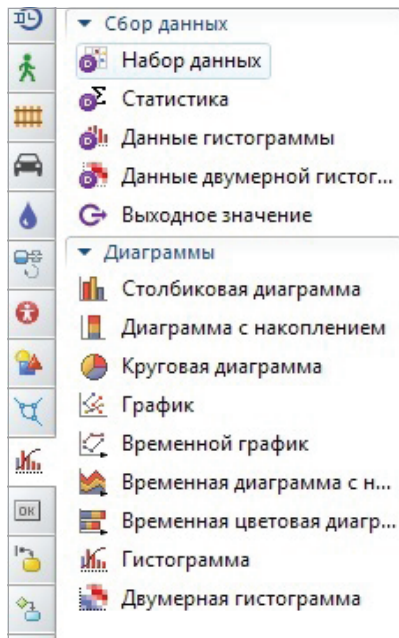 Сбор данных
Набор данных
Статистика
Данные гистограммы
Данные двумерной гистог...
Выходное значение
Диаграммы
Столбиковая диаграмма
Диаграмма с накоплением
Круговая диаграмма
График
Временной график
Временная диаграмма с н...
Временная цветовая диагр...
OK
Гистограмма
Двумерная гистограмма